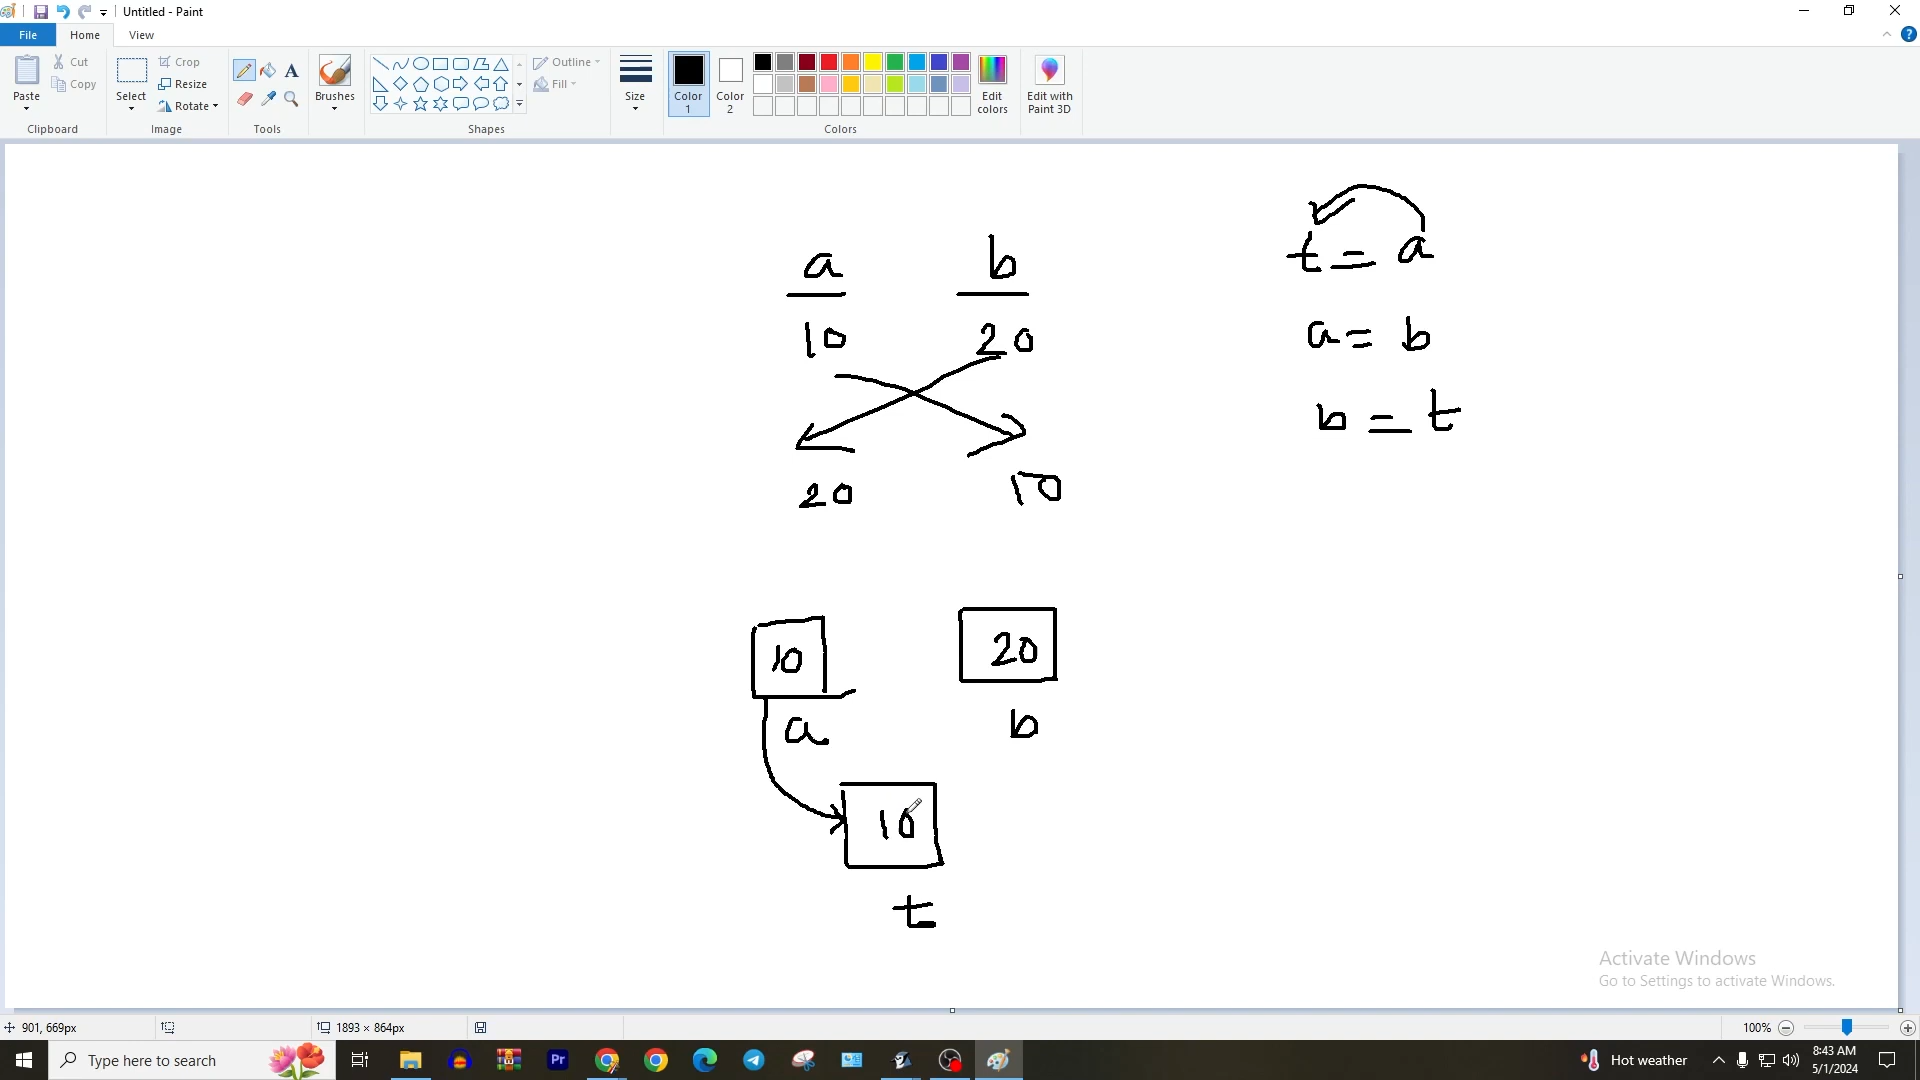 Untitled - Paint
File Home View
Paste Cut Copy Clipboard
Select Crop Resize Rotate Image
Tools
Brushes
Outline Fill Shapes
Size
Color 1 Color 2 Edit colors Colors
Edit with Paint 3D
a b
10 20
20 10
t = a
a = b
b = t
10 20
a b
10
t
Activate Windows
Go to Settings to activate Windows.
901, 669px 1893 × 864px 100%
Type here to search Pr Hot weather 8:43 AM
5/1/2024